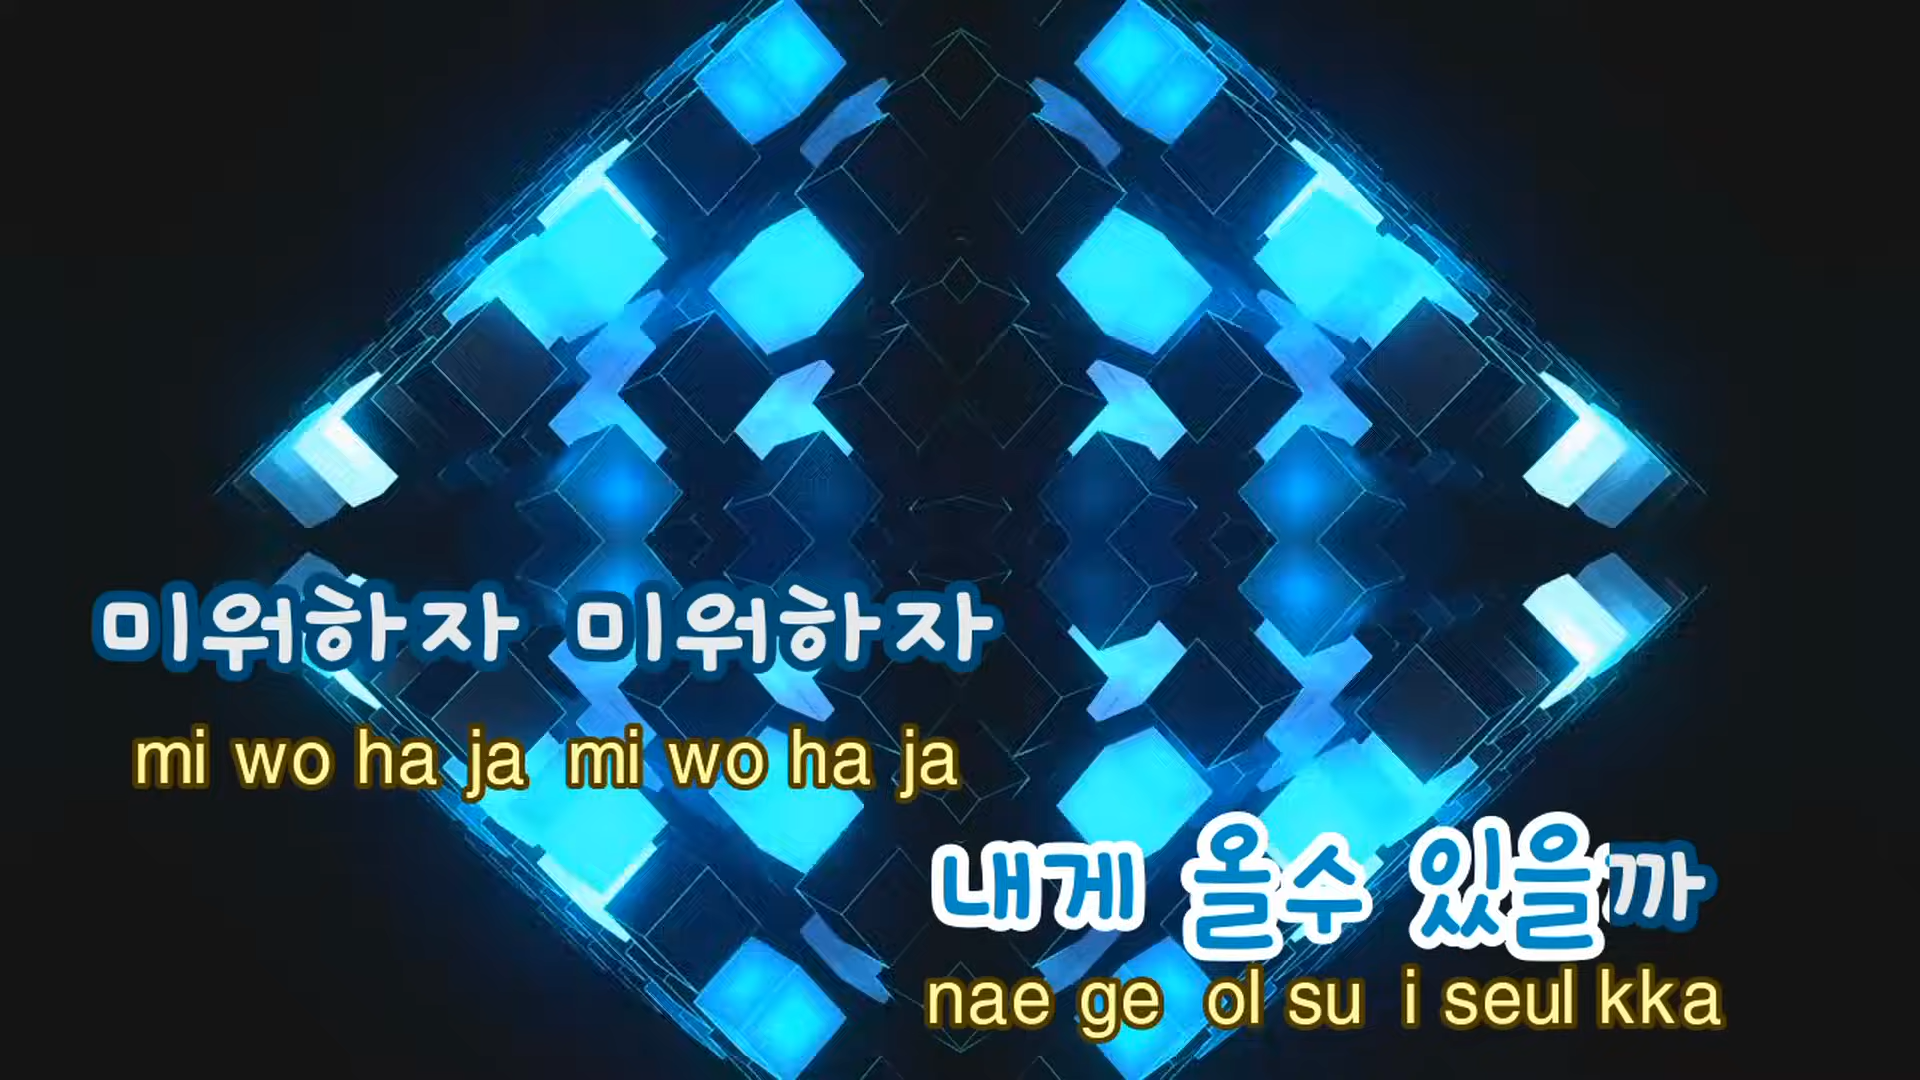 미워하자 미워하자
mi wo ha ja mi wo ha ja
내게 올수 있을까
nae ge ol su i seul kka